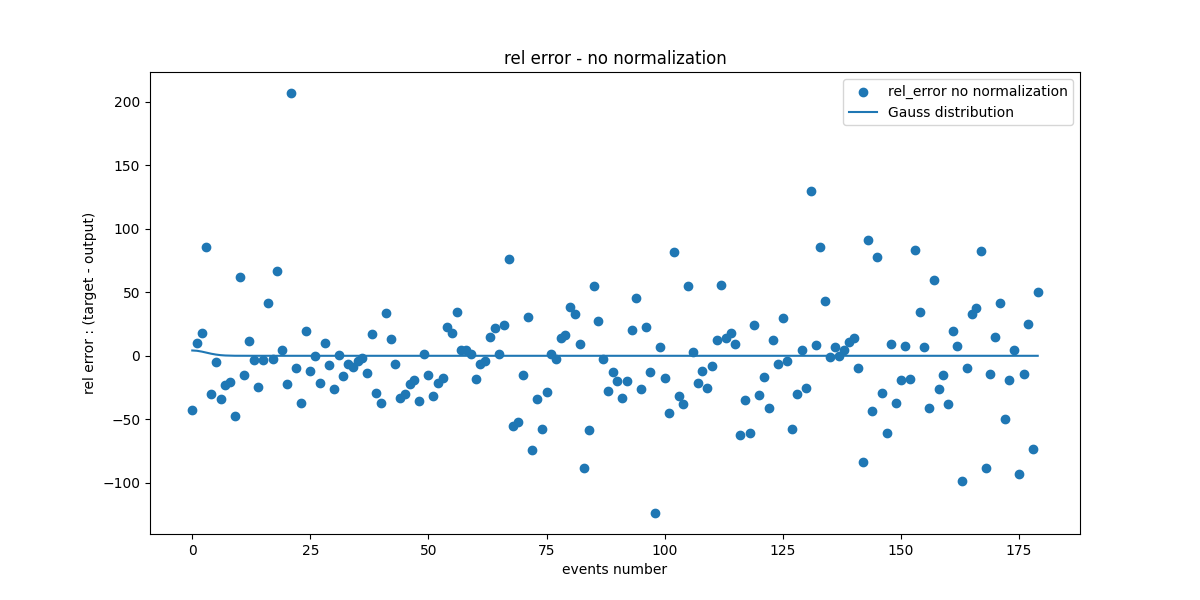 rel error - no normalization
rel_error no normalization
Gauss distribution
rel error : (target - output)
200
150
100
50
0
−50
−100
0 25 50 75 100 125 150 175
events number